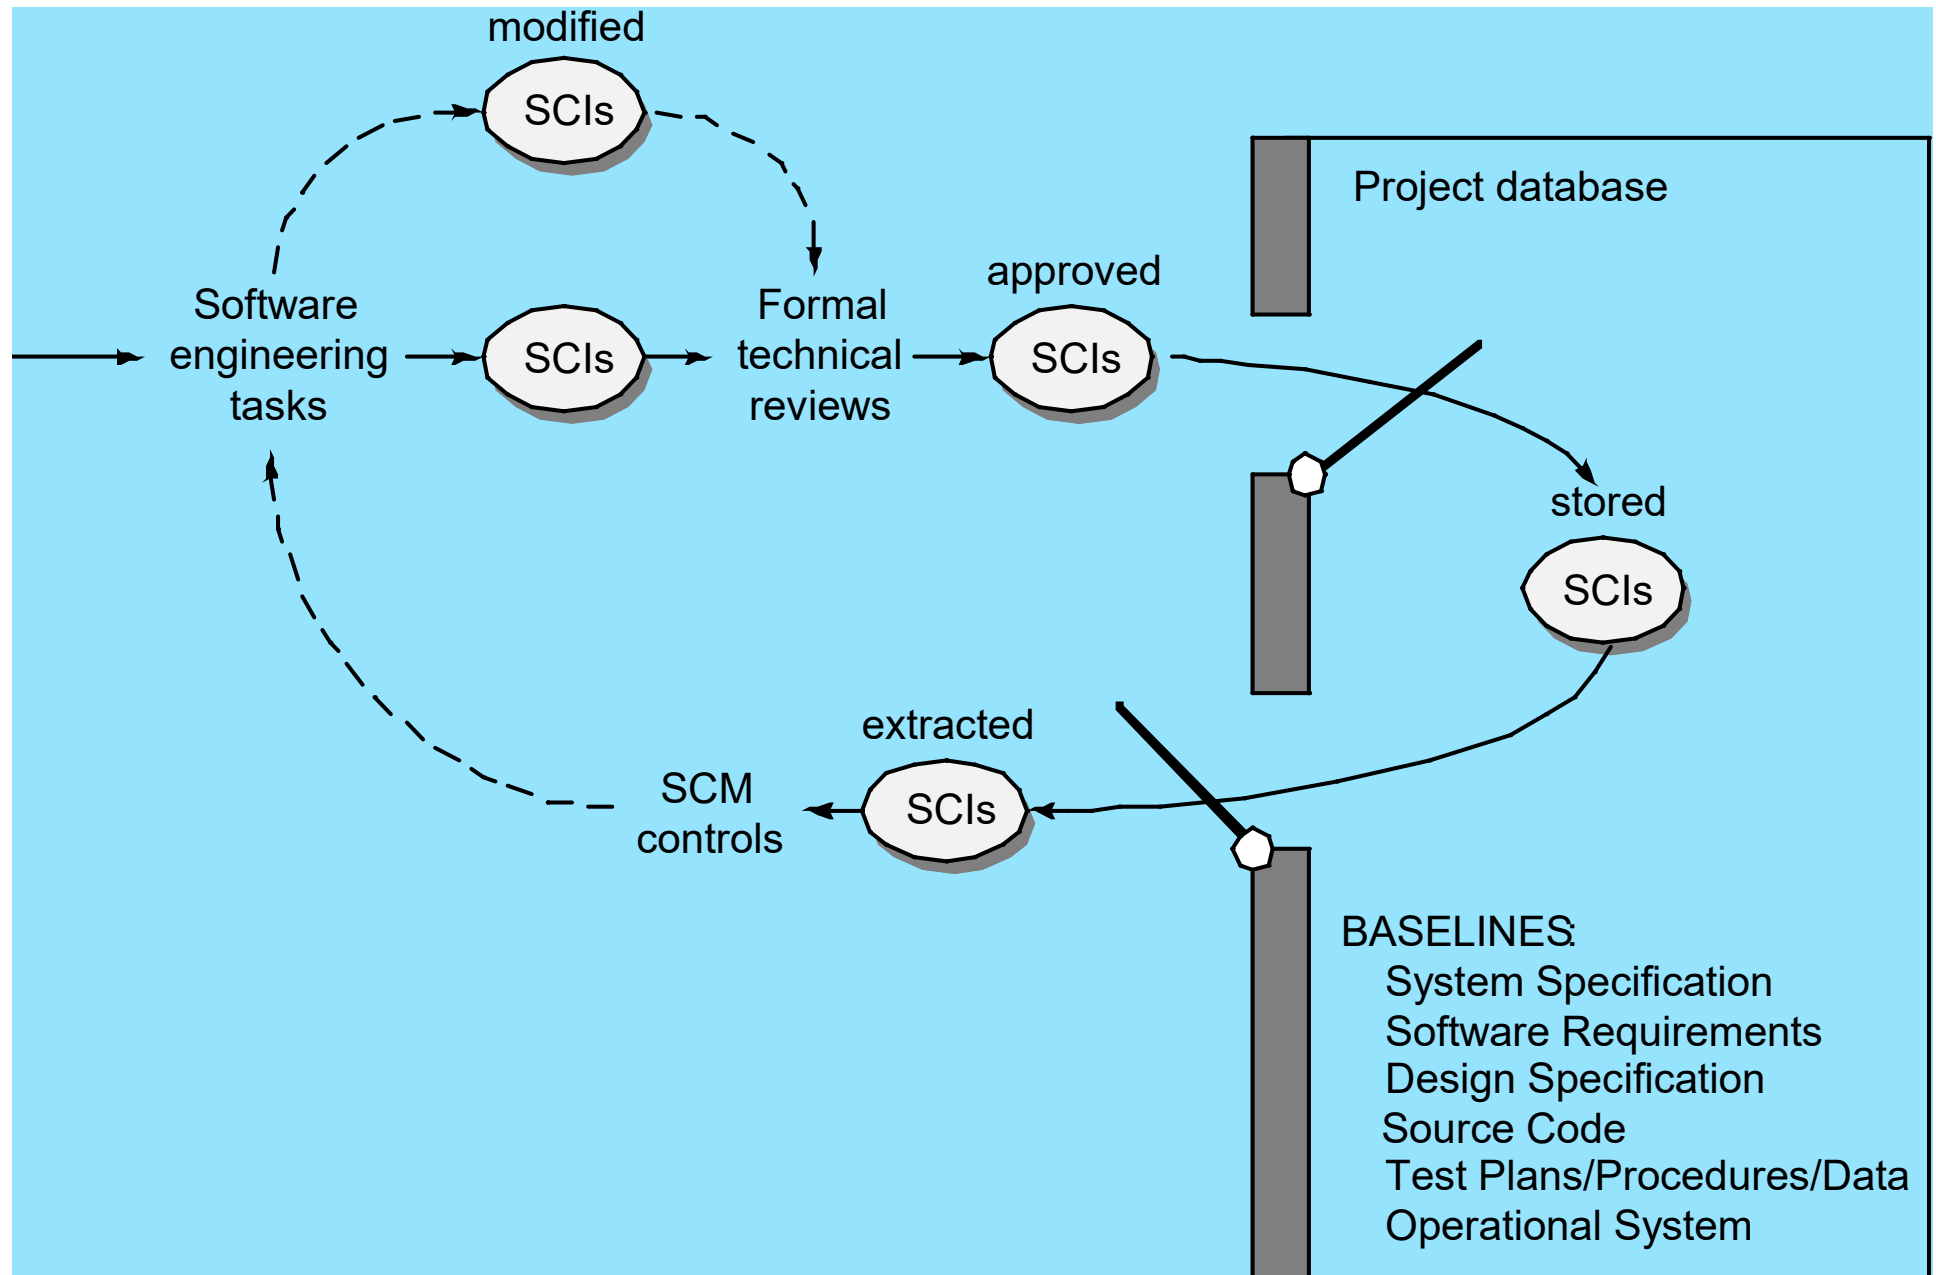 modified
SCIs
Project database
approved
Software
engineering
tasks
SCIs
Formal
technical
reviews
SCIs
stored
SCIs
extracted
SCIs
SCM
controls
BASELINES:
System Specification
Software Requirements
Design Specification
Source Code
Test Plans/Procedures/Data
Operational System